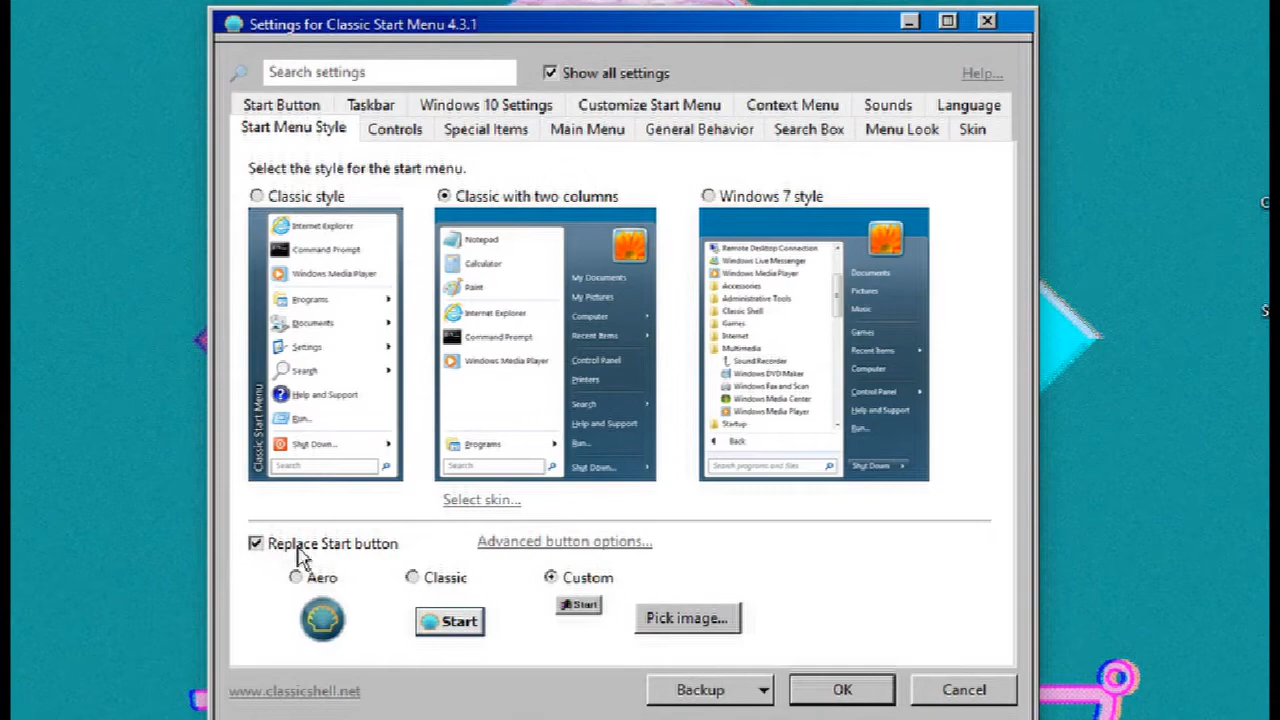 Settings for Classic Start Menu 4.3.1
Search settings
Show all settings
Help...
Start Button Taskbar Windows 10 Settings Customize Start Menu Context Menu Sounds Language
Start Menu Style Controls Special Items Main Menu General Behavior Search Box Menu Look Skin
Select the style for the start menu.
Classic style
Internet Explorer
Command Prompt
Windows Media Player
Programs
Documents
Settings
Search
Help and Support
Run...
Shut Down...
Search
Classic Start Menu
Classic with two columns
Notepad
Calculator
Paint
Internet Explorer
Command Prompt
Windows Media Player
Programs
Search
My Documents
My Pictures
Computer
Recent Items
Control Panel
Printers
Search
Help and Support
Run...
Shut Down...
Windows 7 style
Remote Desktop Connection
Windows Live Messenger
Windows Media Player
Accessories
Administrative Tools
Classic Shell
Games
Internet
Multimedia
Sound Recorder
Windows DVD Maker
Windows Fax and Scan
Windows Media Center
Windows Media Player
Startup
Back
Search programs and files
Documents
Pictures
Music
Games
Recent Items
Computer
Control Panel
Help and Support
Run...
Shut Down
Select skin...
Replace Start button
Advanced button options...
Aero
Classic
Custom
Start
Start
Pick image...
www.classicshell.net
Backup
OK
Cancel